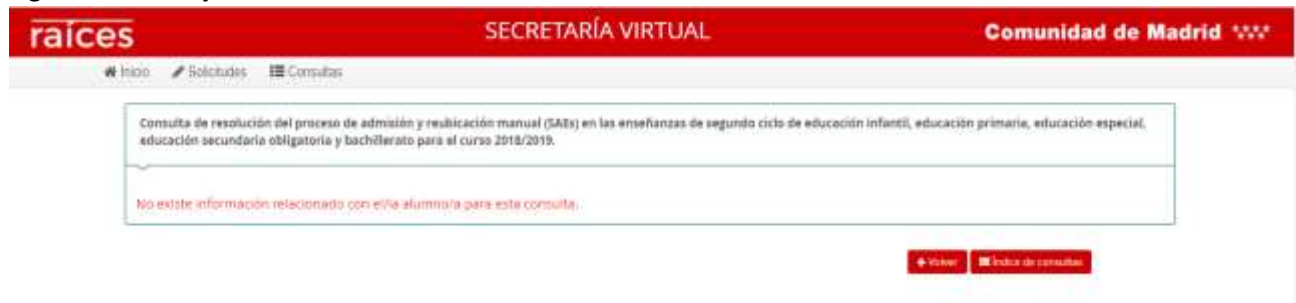 raíces
SECRETARÍA VIRTUAL
Comunidad de Madrid
Inicio Solicitudes Consultas
Consulta de resolución del proceso de admisión y reubicación manual (SAEs) en las enseñanzas de segundo ciclo de educación infantil, educación primaria, educación especial,
educación secundaria obligatoria y bachillerato para el curso 2018/2019.
No existe información relacionado con el/la alumno/a para esta consulta.
Volver Índice de consultas